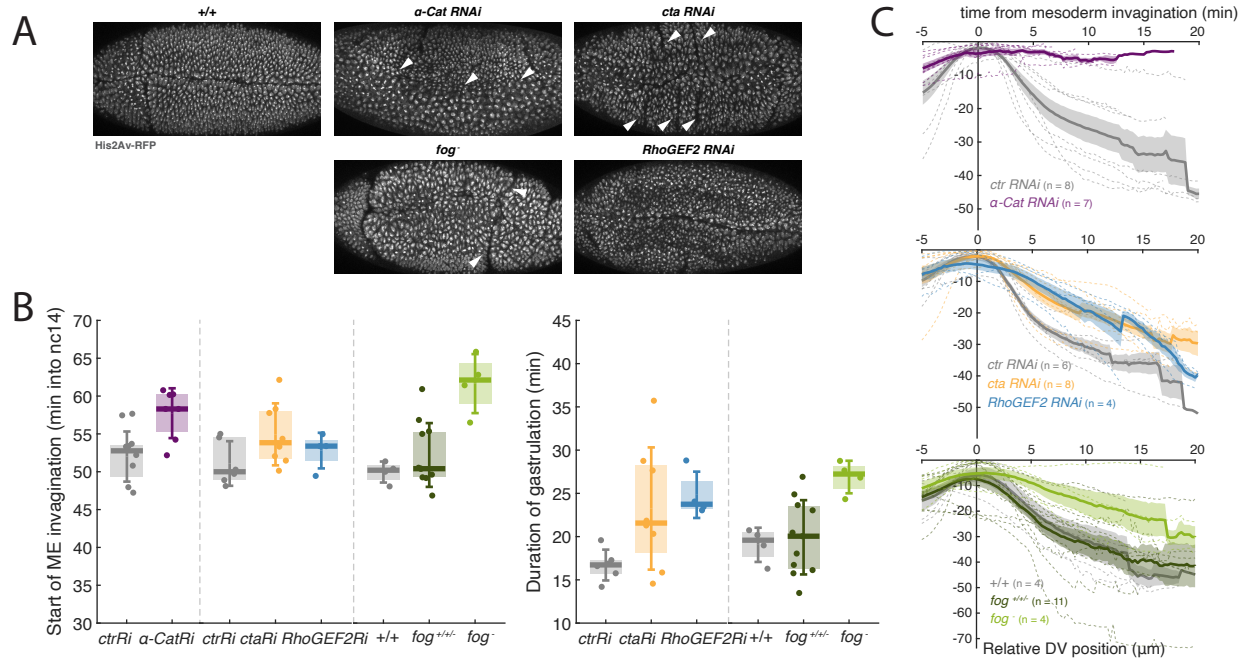 A
+/+
α-Cat RNAi
cta RNAi
His2Av-RFP
fog-
RhoGEF2 RNAi
B
Start of ME invagination (min into nc14)
70
65
60
55
50
45
40
35
30
ctrRi α-CatRi ctrRi ctaRi RhoGEF2Ri +/+ fog+/+/- fog-
Duration of gastrulation (min)
45
40
35
30
25
20
15
10
ctrRi ctaRi RhoGEF2Ri +/+ fog+/+/- fog-
C
time from mesoderm invagination (min)
-5 0 5 10 15 20
-10
-20
-30
-40
-50
ctr RNAi (n = 8)
α-Cat RNAi (n = 7)
-5 0 5 10 15 20
-10
-20
-30
-40
-50
ctr RNAi (n = 6)
cta RNAi (n = 8)
RhoGEF2 RNAi (n = 4)
-5 0 5 10 15 20
-10
-20
-30
-40
-50
-60
-70
+/+ (n = 4)
fog +/+/- (n = 11)
fog - (n = 4)
Relative DV position (μm)